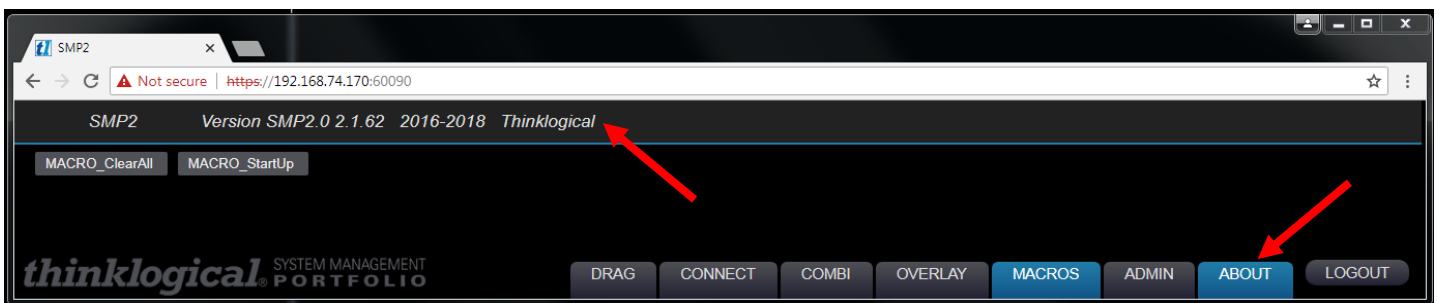 SMP2
Not secure | https://192.168.74.170:60090
SMP2 Version SMP2.0 2.1.62 2016-2018 Thinklogical
MACRO_ClearAll MACRO_StartUp
thinklogical® SYSTEM MANAGEMENT
PORTFOLIO
DRAG CONNECT COMBI OVERLAY MACROS ADMIN ABOUT LOGOUT